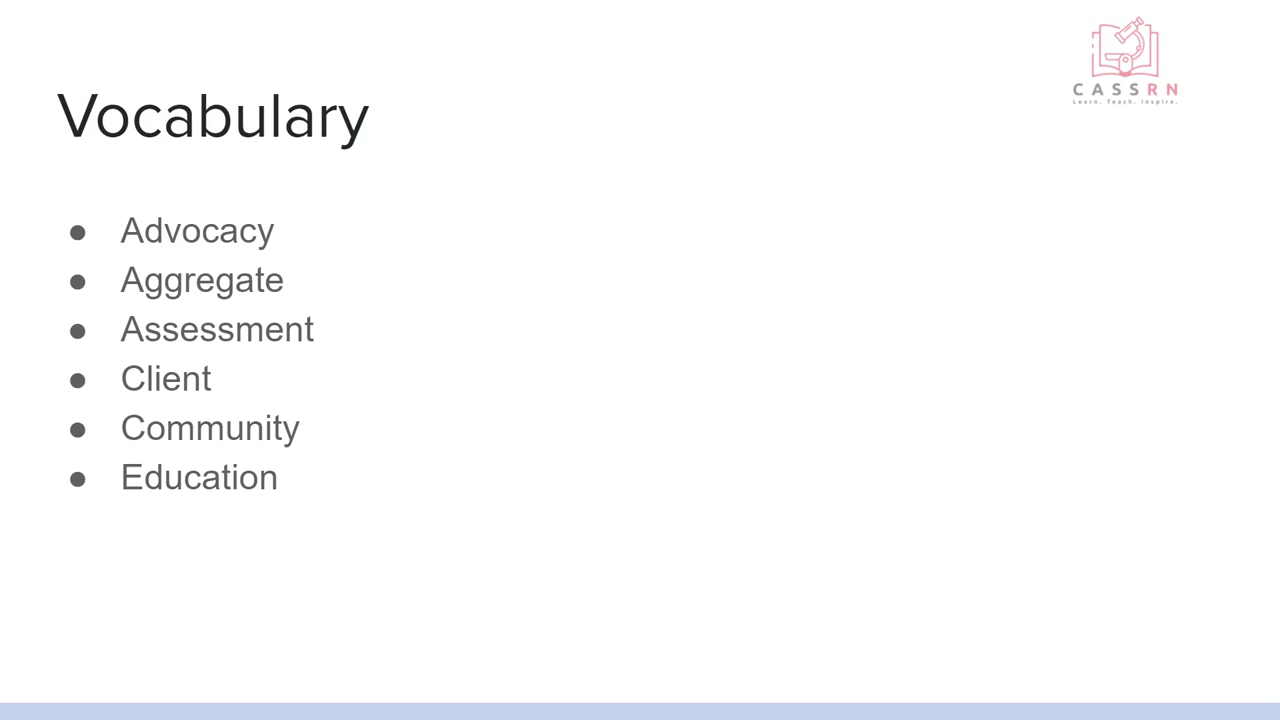 CASSRN
Learn. Teach. Inspire.
Vocabulary
● Advocacy
● Aggregate
● Assessment
● Client
● Community
● Education